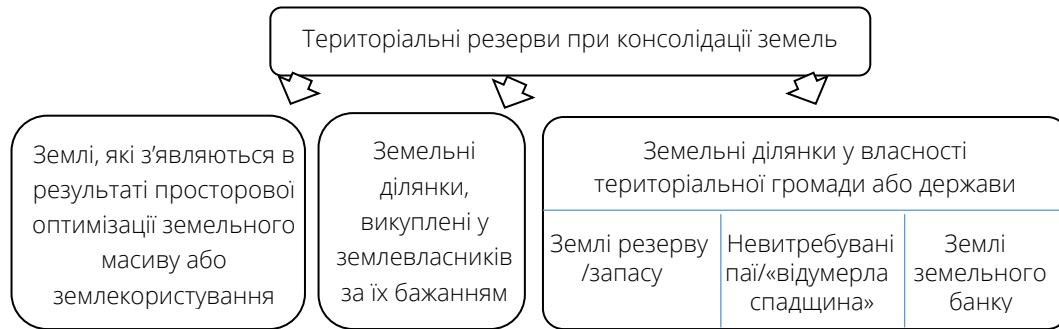 Територіальні резерви при консолідації земель
Землі, які з’являються в
результаті просторової
оптимізації земельного
масиву або
землекористування
Земельні
ділянки,
викуплені у
землевласників
за їх бажанням
Земельні ділянки у власності
територіальної громади або держави
Землі резерву
/запасу
Невитребувані
паї/«відумерла
спадщина»
Землі
земельного
банку